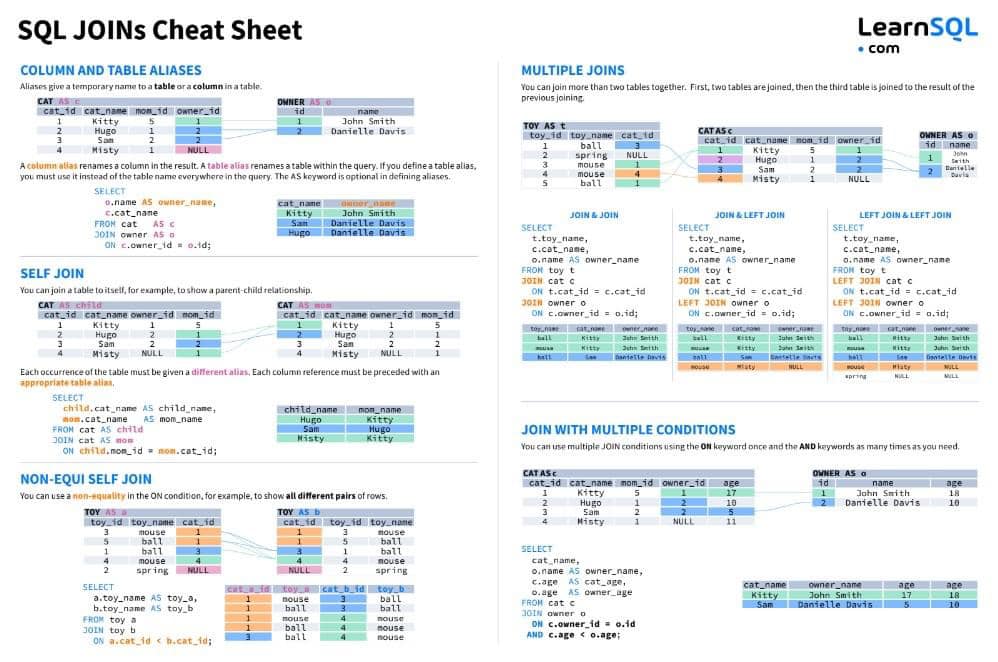 SQL JOINs Cheat Sheet
LearnSQL
.com
COLUMN AND TABLE ALIASES
Aliases give a temporary name to a table or a column in a table.
CAT AS c
cat_id cat_name mom_id owner_id
1 Kitty 5 1
2 Hugo 1 2
3 Sam 2 2
4 Misty 1 NULL
OWNER AS o
id name
1 John Smith
2 Danielle Davis
A column alias renames a column in the result. A table alias renames a table within the query. If you define a table alias,
you must use it instead of the table name everywhere in the query. The AS keyword is optional in defining aliases.
SELECT
o.name AS owner_name,
c.cat_name
FROM cat AS c
JOIN owner AS o
ON c.owner_id = o.id;
cat_name owner_name
Kitty John Smith
Sam Danielle Davis
Hugo Danielle Davis
SELF JOIN
You can join a table to itself, for example, to show a parent-child relationship.
CAT AS child
cat_id cat_name owner_id mom_id
1 Kitty 1 5
2 Hugo 2 1
3 Sam 2 2
4 Misty NULL 1
CAT AS mom
cat_id cat_name owner_id mom_id
1 Kitty 1 5
2 Hugo 2 1
3 Sam 2 2
4 Misty NULL 1
Each occurrence of the table must be given a different alias. Each column reference must be preceded with an
appropriate table alias.
SELECT
child.cat_name AS child_name,
mom.cat_name AS mom_name
FROM cat AS child
JOIN cat AS mom
ON child.mom_id = mom.cat_id;
child_name mom_name
Hugo Kitty
Sam Hugo
Misty Kitty
NON-EQUI SELF JOIN
You can use a non-equality in the ON condition, for example, to show all different pairs of rows.
TOY AS a
toy_id toy_name cat_id
3 mouse 1
5 ball 1
1 ball 3
4 mouse 4
2 spring NULL
TOY AS b
cat_id toy_id toy_name
1 3 mouse
1 5 ball
3 1 ball
4 4 mouse
NULL 2 spring
SELECT
a.toy_name AS toy_a,
b.toy_name AS toy_b
FROM toy a
JOIN toy b
ON a.cat_id < b.cat_id;
cat_a_id toy_a cat_b_id toy_b
1 mouse 3 ball
1 ball 3 ball
1 mouse 4 mouse
1 ball 4 mouse
3 ball 4 mouse
MULTIPLE JOINS
You can join more than two tables together. First, two tables are joined, then the third table is joined to the result of the
previous joining.
TOY AS t
toy_id toy_name cat_id
1 ball 3
2 spring NULL
3 mouse 1
4 mouse 4
5 ball 1
CAT AS c
cat_id cat_name mom_id owner_id
1 Kitty 5 1
2 Hugo 1 2
3 Sam 2 2
4 Misty 1 NULL
OWNER AS o
id name
1 John
Smith
2 Danielle
Davis
JOIN & JOIN
SELECT
t.toy_name,
c.cat_name,
o.name AS owner_name
FROM toy t
JOIN cat c
ON t.cat_id = c.cat_id
JOIN owner o
ON c.owner_id = o.id;
toy_name cat_name owner_name
ball Kitty John Smith
mouse Kitty John Smith
ball Sam Danielle Davis
JOIN & LEFT JOIN
SELECT
t.toy_name,
c.cat_name,
o.name AS owner_name
FROM toy t
JOIN cat c
ON t.cat_id = c.cat_id
LEFT JOIN owner o
ON c.owner_id = o.id;
toy_name cat_name owner_name
ball Kitty John Smith
mouse Kitty John Smith
ball Sam Danielle Davis
mouse Misty NULL
LEFT JOIN & LEFT JOIN
SELECT
t.toy_name,
c.cat_name,
o.name AS owner_name
FROM toy t
LEFT JOIN cat c
ON t.cat_id = c.cat_id
LEFT JOIN owner o
ON c.owner_id = o.id;
toy_name cat_name owner_name
ball Kitty John Smith
mouse Kitty John Smith
ball Sam Danielle Davis
mouse Misty NULL
spring NULL NULL
JOIN WITH MULTIPLE CONDITIONS
You can use multiple JOIN conditions using the ON keyword once and the AND keywords as many times as you need.
CAT AS c
cat_id cat_name mom_id owner_id age
1 Kitty 5 1 17
2 Hugo 1 2 10
3 Sam 2 2 5
4 Misty 1 NULL 11
OWNER AS o
id name age
1 John Smith 18
2 Danielle Davis 10
SELECT
cat_name,
o.name AS owner_name,
c.age AS cat_age,
o.age AS owner_age
FROM cat c
JOIN owner o
ON c.owner_id = o.id
AND c.age < o.age;
cat_name owner_name age age
Kitty John Smith 17 18
Sam Danielle Davis 5 10